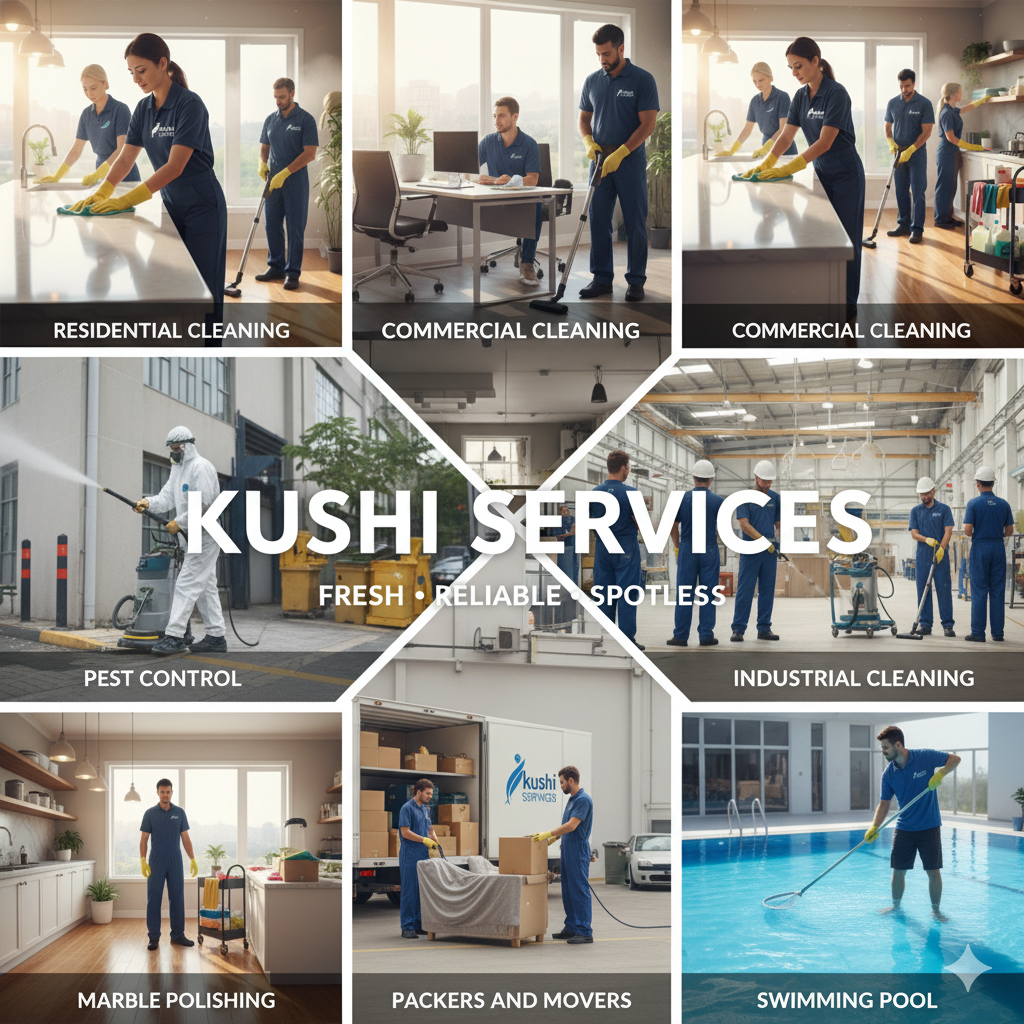 RESIDENTIAL CLEANING
COMMERCIAL CLEANING
COMMERCIAL CLEANING
KUSHI SERVICES
FRESH • RELIABLE • SPOTLESS
PEST CONTROL
INDUSTRIAL CLEANING
kushi
MARBLE POLISHING
PACKERS AND MOVERS
SWIMMING POOL